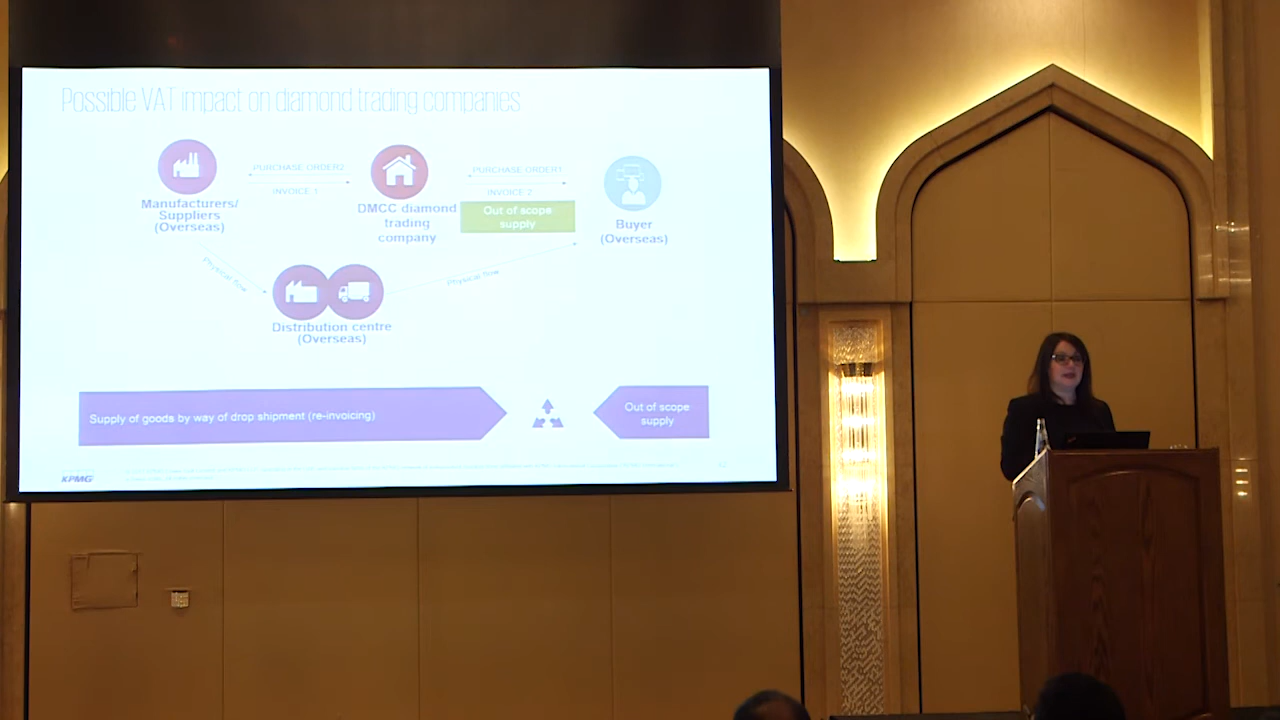 Possible VAT impact on diamond trading companies
PURCHASE ORDER2
INVOICE 1
PURCHASE ORDER1
INVOICE 2
Manufacturers/
Suppliers
(Overseas)
DMCC diamond
trading
company
Out of scope
supply
Buyer
(Overseas)
Physical flow
Physical flow
Distribution centre
(Overseas)
Supply of goods by way of drop shipment (re-invoicing)
Out of scope
supply
KPMG